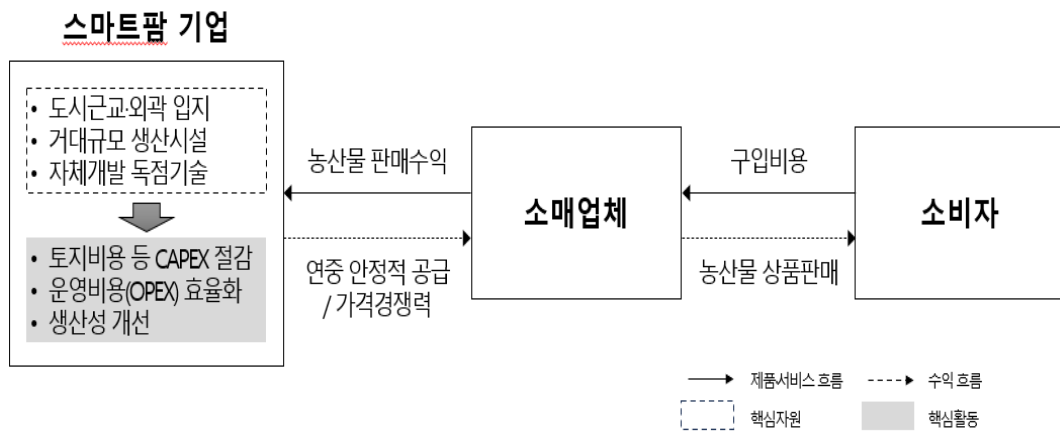 스마트팜 기업
• 도시근교·외곽 입지
• 거대규모 생산시설
• 자체개발 독점기술
• 토지비용 등 CAPEX 절감
• 운영비용(OPEX) 효율화
• 생산성 개선
농산물 판매수익
연중 안정적 공급
/ 가격경쟁력
소매업체
구입비용
농산물 상품판매
소비자
제품·서비스 흐름
수익 흐름
핵심자원
핵심활동